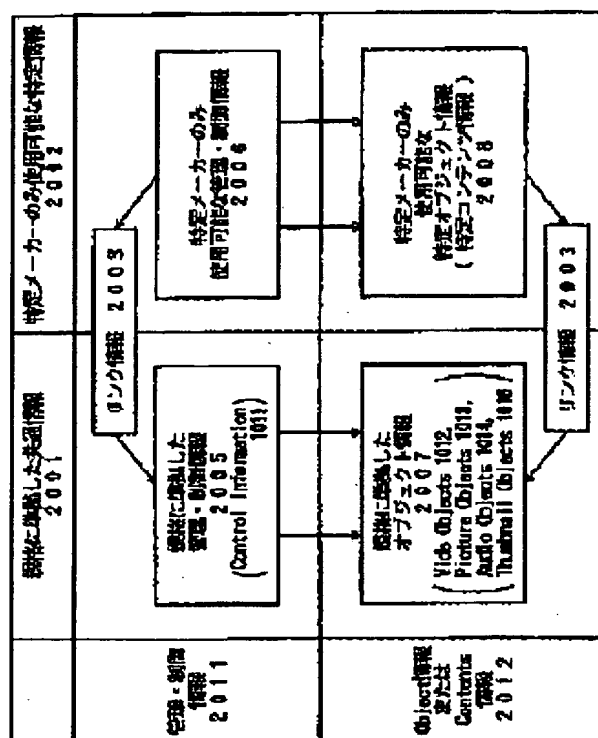 規格に準拠した共通情報
2001
特定メーカーのみ使用可能な特定情報
2002
管理・制御
情報
2011
規格に準拠した
管理・制御情報
2005
(Control Information
1011)
リンク情報 2003
特定メーカーのみ
使用可能な管理・制御情報
2006
Object情報
または
Contents
情報
2012
規格に準拠した
オブジェクト情報
2007
(Video Objects 1012,
Picture Objects 1013,
Audio Objects 1014,
Thumbnail Objects 1016)
リンク情報 2003
特定メーカーのみ
使用可能な
特定オブジェクト情報
(特定コンテンツ情報)
2008